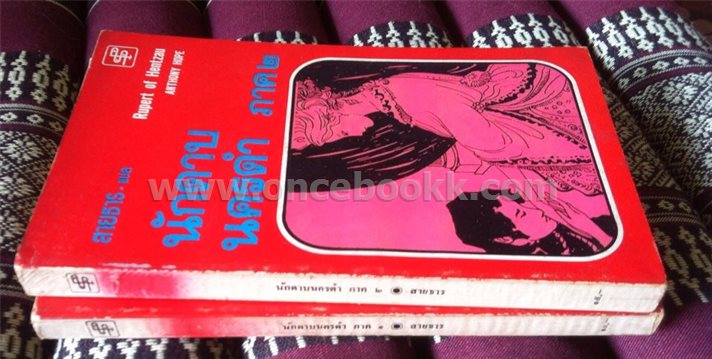 Rupert of Hentzau
ANTHONY HOPE
นักดาบ
นครดำ ภาค ๒
สายธาร - แปล
www.oncebookk.com
นักดาบนครดำ ภาค ๒ สายธาร
นักดาบนครดำ ภาค ๑ สายธาร